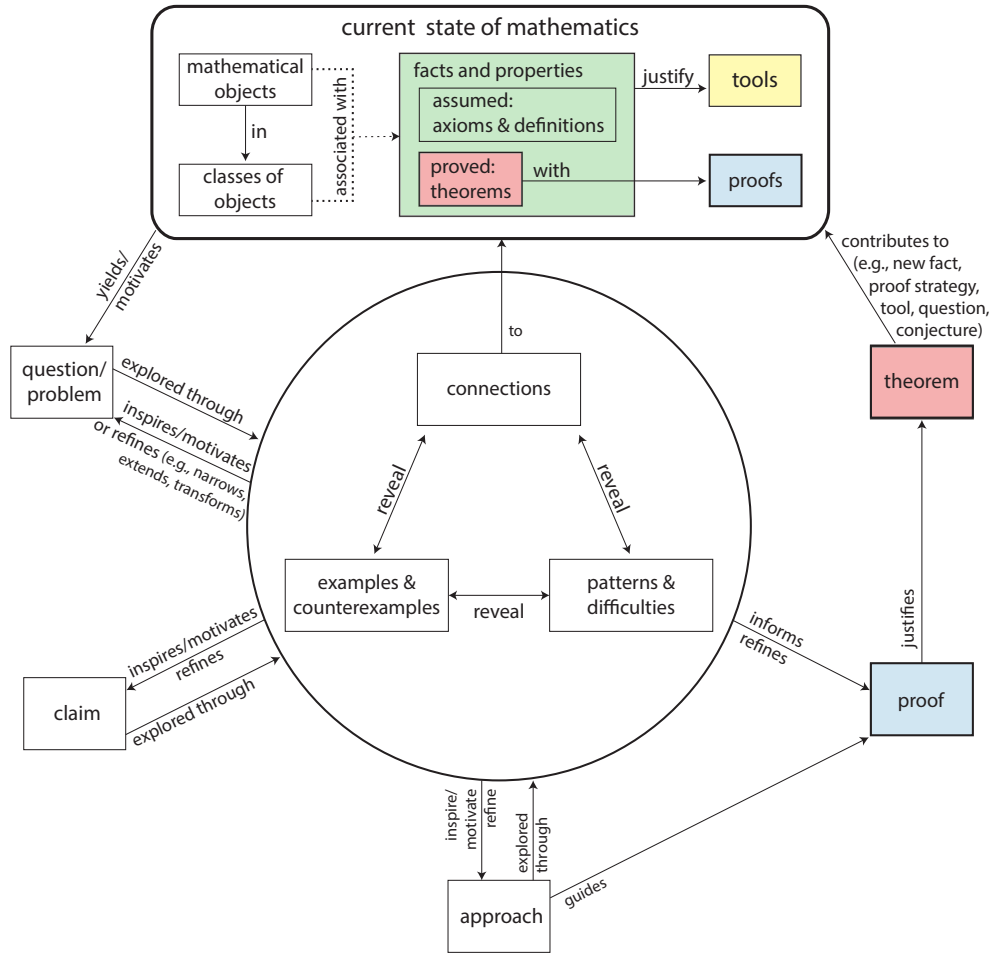 current state of mathematics
mathematical
objects
in
classes of
objects
associated with
facts and properties
assumed:
axioms & definitions
proved:
theorems
with
justify
tools
proofs
yields/
motivates
question/
problem
explored through
inspires/motivates
or refines (e.g., narrows,
extends, transforms)
to
connections
reveal
reveal
examples &
counterexamples
reveal
patterns &
difficulties
contributes to
(e.g., new fact,
proof strategy,
tool, question,
conjecture)
theorem
justifies
informs
refines
proof
inspires/motivates
refines
claim
explored through
inspire/
motivate
refine
explored
through
approach
guides